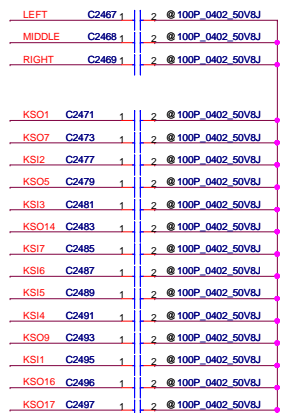 LEFT C2467 1 2 @100P_0402_50V8J
MIDDLE C2468 1 2 @100P_0402_50V8J
RIGHT C2469 1 2 @100P_0402_50V8J
KSO1 C2471 1 2 @100P_0402_50V8J
KSO7 C2473 1 2 @100P_0402_50V8J
KSI2 C2477 1 2 @100P_0402_50V8J
KSO5 C2479 1 2 @100P_0402_50V8J
KSI3 C2481 1 2 @100P_0402_50V8J
KSO14 C2483 1 2 @100P_0402_50V8J
KSI7 C2485 1 2 @100P_0402_50V8J
KSI6 C2487 1 2 @100P_0402_50V8J
KSI5 C2489 1 2 @100P_0402_50V8J
KSI4 C2491 1 2 @100P_0402_50V8J
KSO9 C2493 1 2 @100P_0402_50V8J
KSI1 C2495 1 2 @100P_0402_50V8J
KSO16 C2496 1 2 @100P_0402_50V8J
KSO17 C2497 1 2 @100P_0402_50V8J